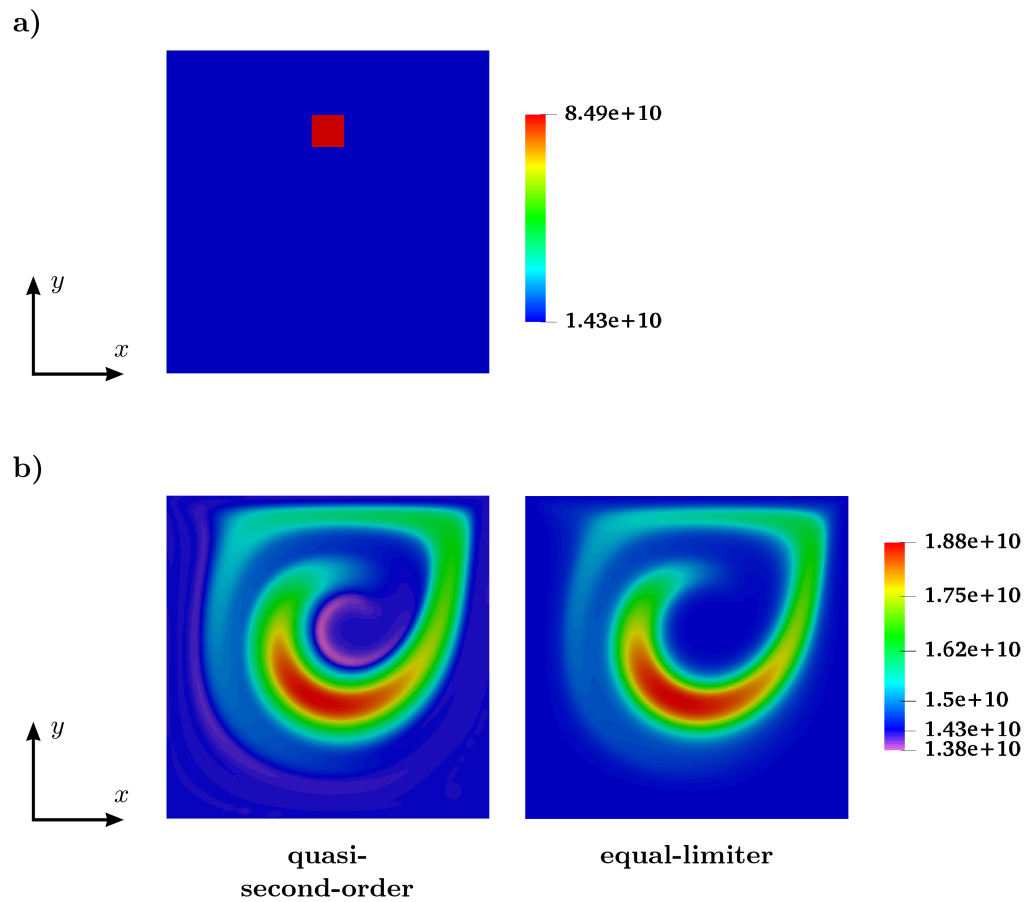 a)
8.49e+10
1.43e+10
y
x
b)
1.88e+10
1.75e+10
1.62e+10
1.5e+10
1.43e+10
1.38e+10
y
x
quasi-
second-order
equal-limiter